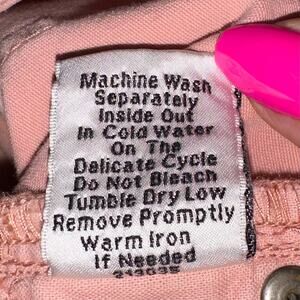 Machine Wash
Separately
Inside Out
In Cold Water
On The
Delicate Cycle
Do Not Bleach
Tumble Dry Low
Remove Promptly
Warm Iron
If Needed